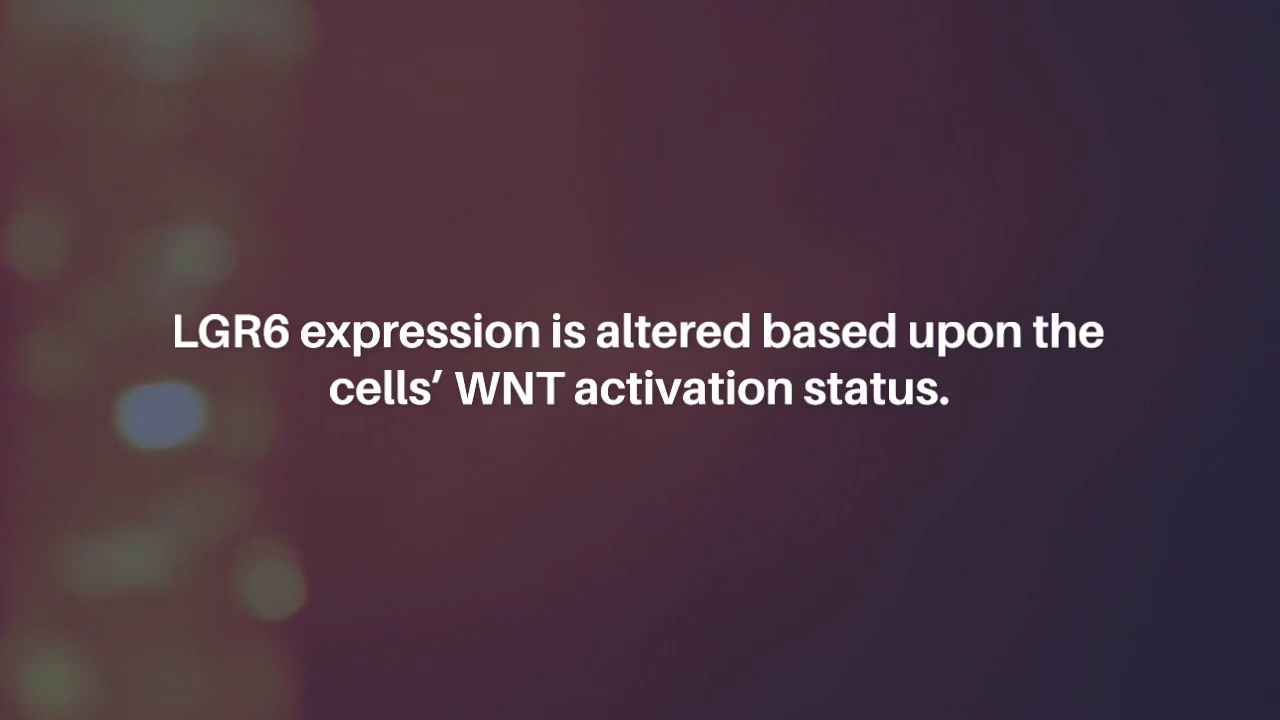 LGR6 expression is altered based upon the
cells’ WNT activation status.